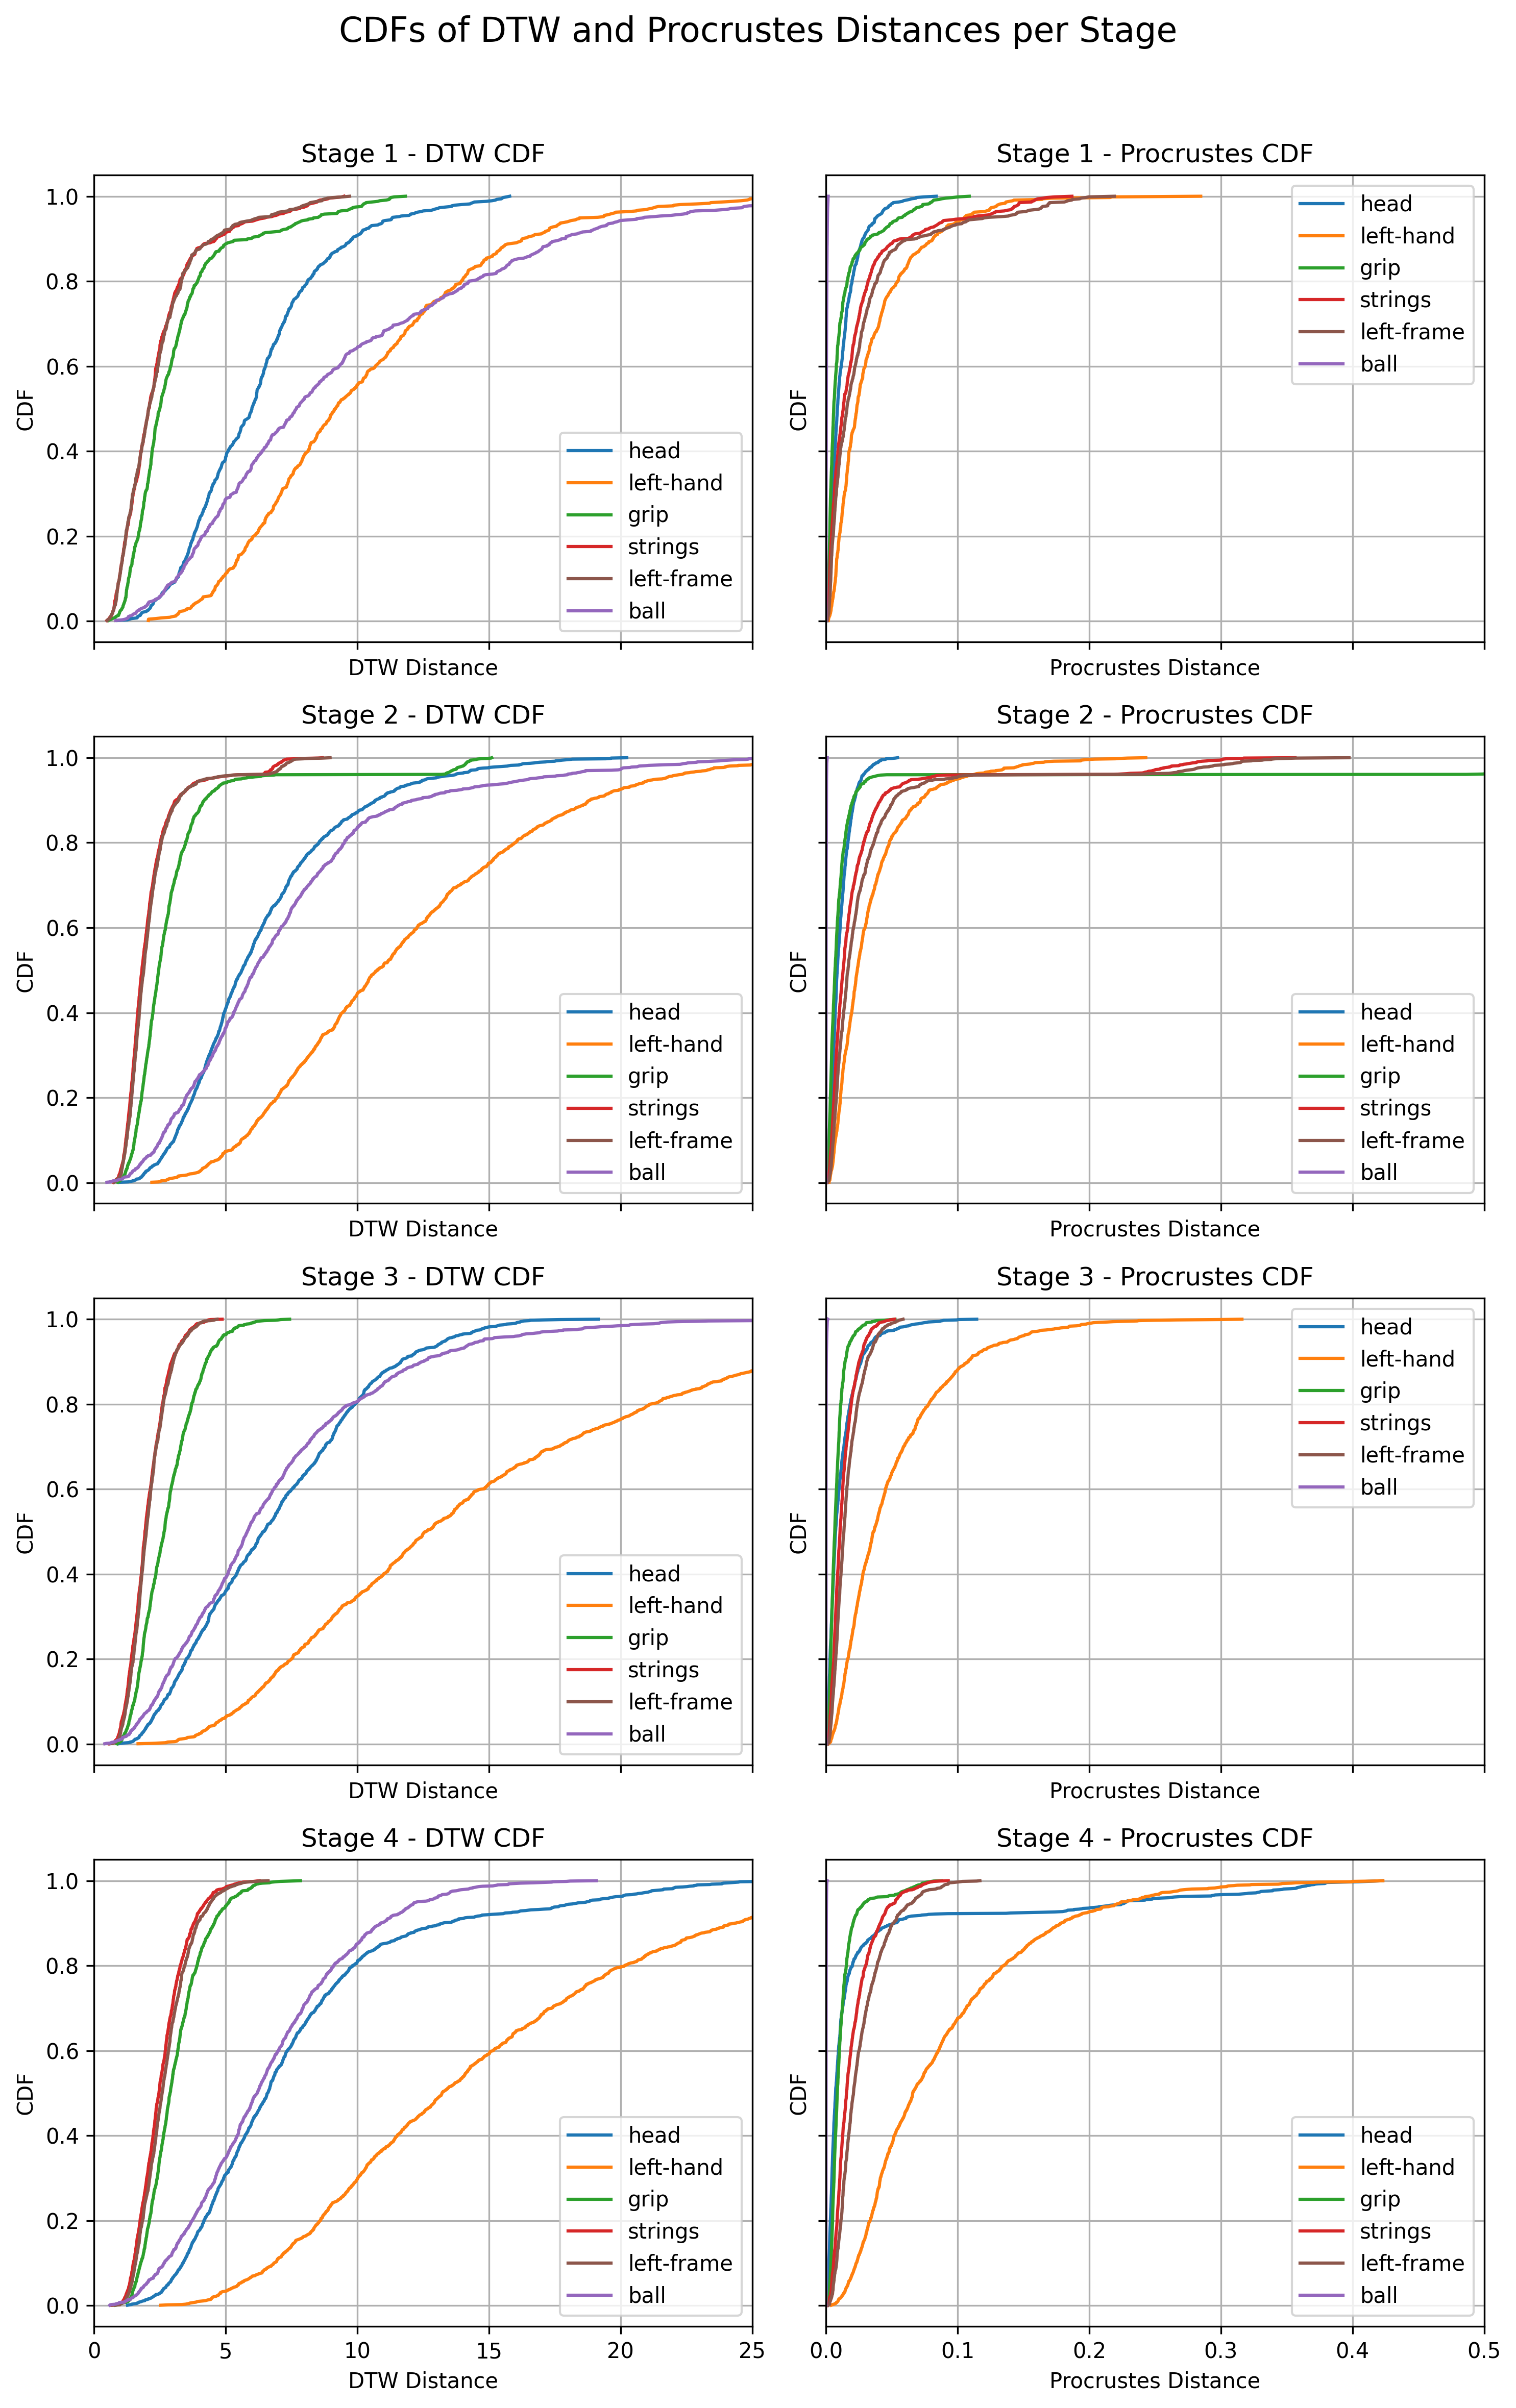 CDFs of DTW and Procrustes Distances per Stage
Stage 1 - DTW CDF
1.0
0.8
0.6
0.4
0.2
0.0
CDF
DTW Distance
head
left-hand
grip
strings
left-frame
ball
Stage 1 - Procrustes CDF
CDF
Procrustes Distance
head
left-hand
grip
strings
left-frame
ball
Stage 2 - DTW CDF
1.0
0.8
0.6
0.4
0.2
0.0
CDF
DTW Distance
head
left-hand
grip
strings
left-frame
ball
Stage 2 - Procrustes CDF
CDF
Procrustes Distance
head
left-hand
grip
strings
left-frame
ball
Stage 3 - DTW CDF
1.0
0.8
0.6
0.4
0.2
0.0
CDF
DTW Distance
head
left-hand
grip
strings
left-frame
ball
Stage 3 - Procrustes CDF
CDF
Procrustes Distance
head
left-hand
grip
strings
left-frame
ball
Stage 4 - DTW CDF
1.0
0.8
0.6
0.4
0.2
0.0
CDF
0 5 10 15 20 25
DTW Distance
head
left-hand
grip
strings
left-frame
ball
Stage 4 - Procrustes CDF
CDF
0.0 0.1 0.2 0.3 0.4 0.5
Procrustes Distance
head
left-hand
grip
strings
left-frame
ball